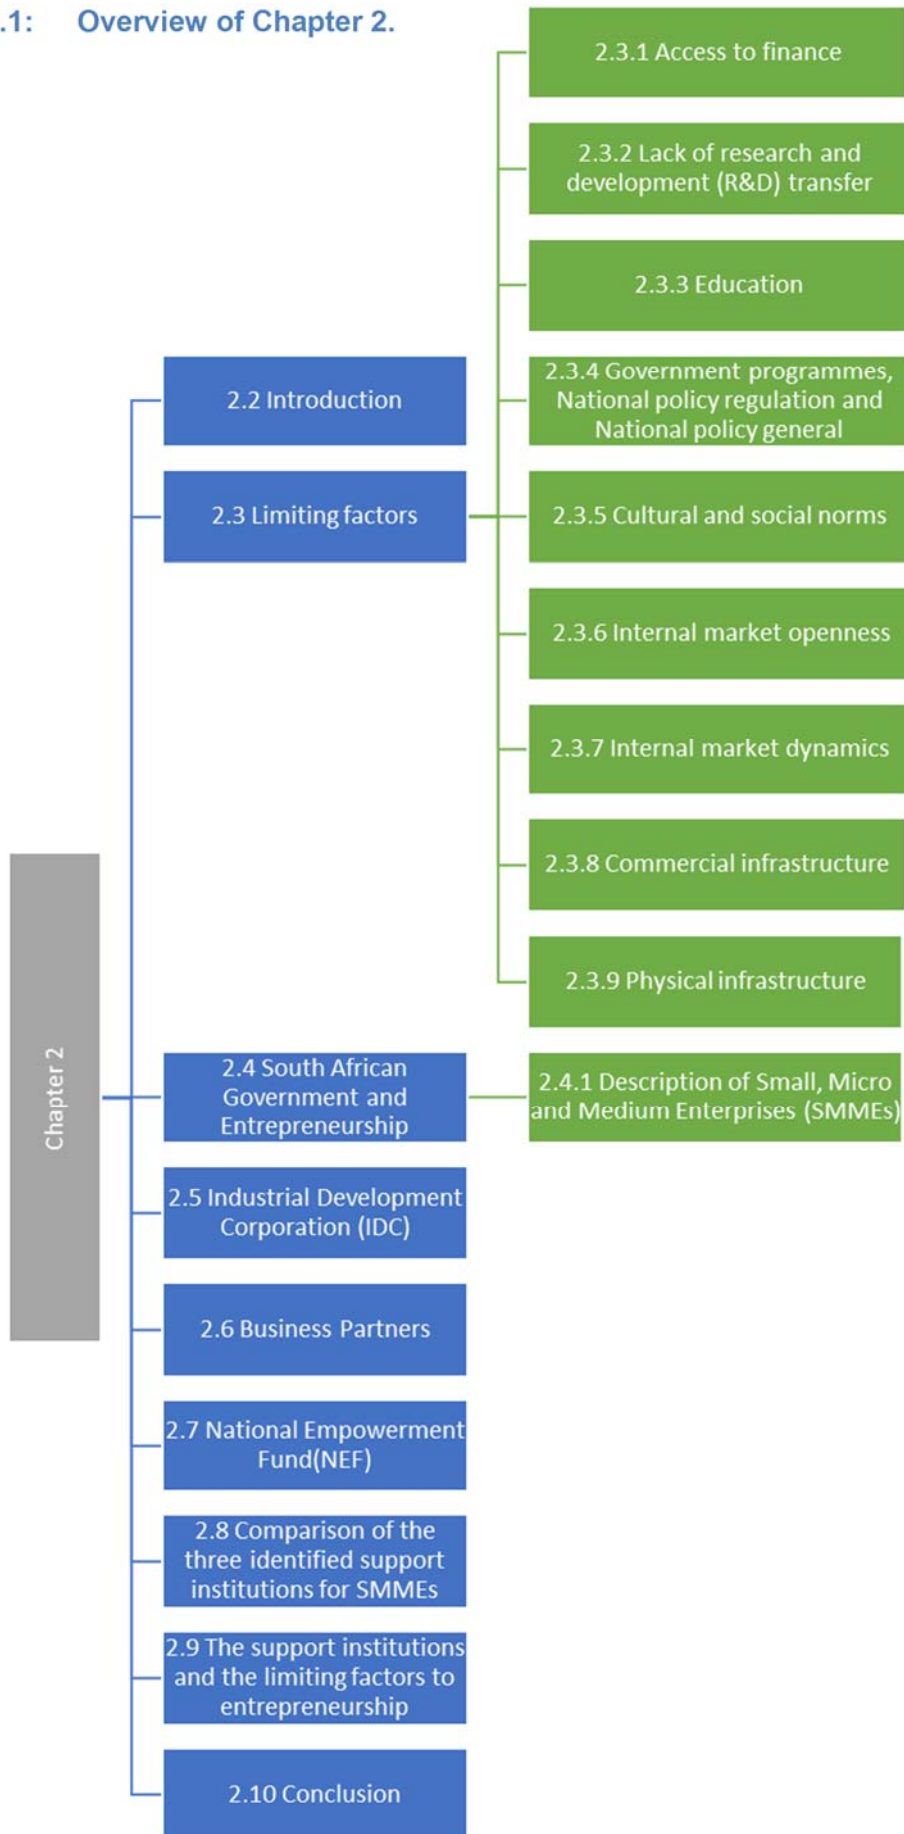 .1: Overview of Chapter 2.
Chapter 2
2.2 Introduction
2.3 Limiting factors
2.3.1 Access to finance
2.3.2 Lack of research and
development (R&D) transfer
2.3.3 Education
2.3.4 Government programmes,
National policy regulation and
National policy general
2.3.5 Cultural and social norms
2.3.6 Internal market openness
2.3.7 Internal market dynamics
2.3.8 Commercial infrastructure
2.3.9 Physical infrastructure
2.4 South African
Government and
Entrepreneurship
2.4.1 Description of Small, Micro
and Medium Enterprises (SMMEs)
2.5 Industrial Development
Corporation (IDC)
2.6 Business Partners
2.7 National Empowerment
Fund(NEF)
2.8 Comparison of the
three identified support
institutions for SMMEs
2.9 The support institutions
and the limiting factors to
entrepreneurship
2.10 Conclusion